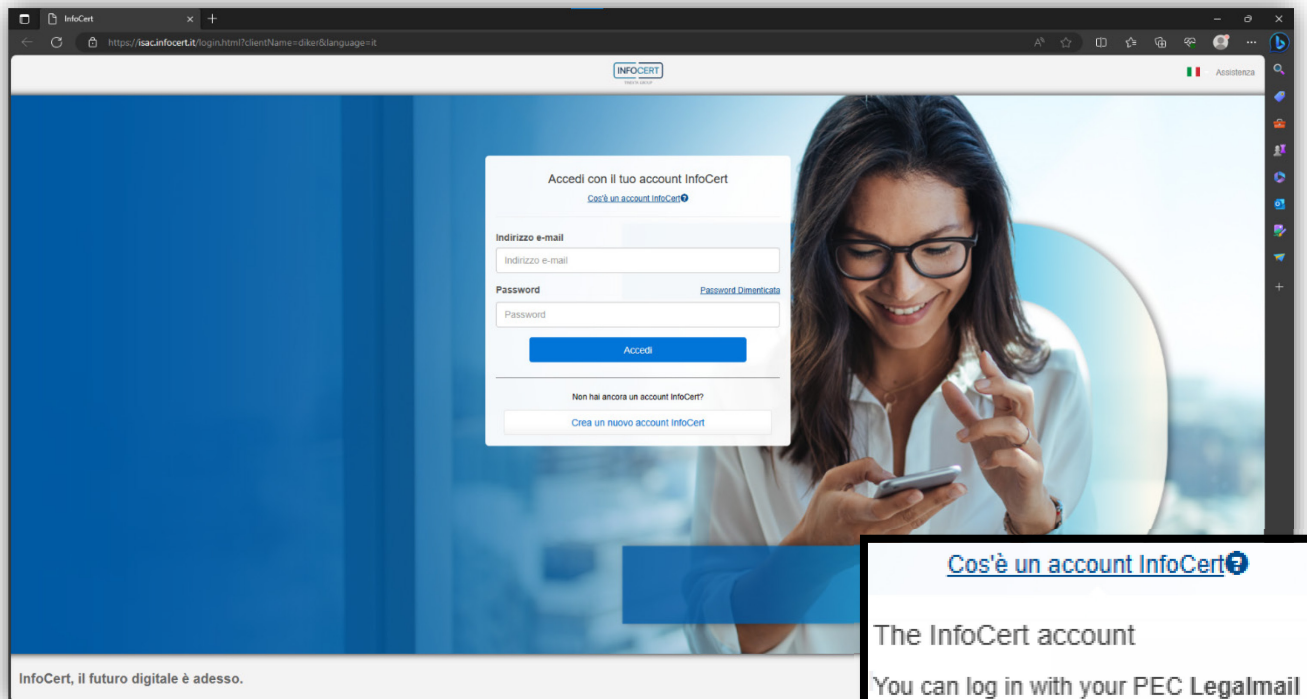 InfoCert
https://isac.infocert.it/login.html?clientName=diker&language=it
INFOCERT
Assistenza
Accedi con il tuo account InfoCert
Cos'è un account InfoCert?
Indirizzo e-mail
Indirizzo e-mail
Password Password Dimenticata
Password
Accedi
Non hai ancora un account InfoCert?
Crea un nuovo account InfoCert
InfoCert, il futuro digitale è adesso.
Cos'è un account InfoCert?
The InfoCert account
You can log in with your PEC Legalmail